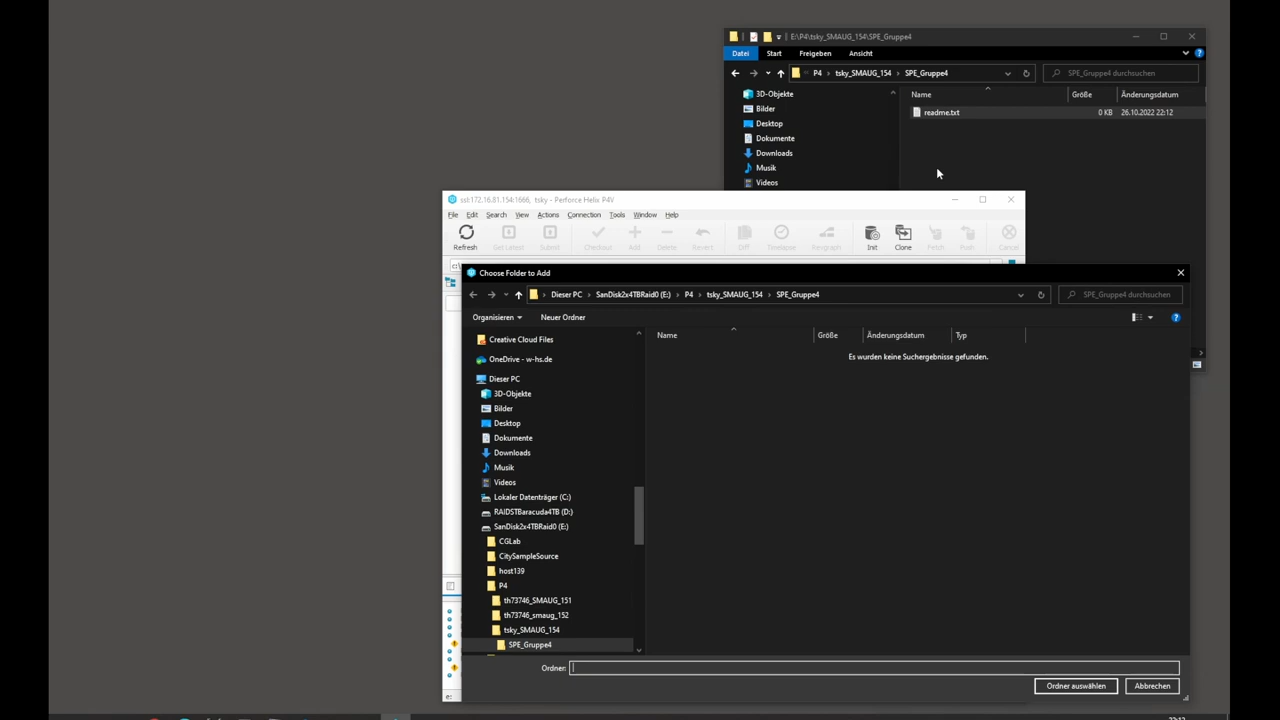 E:\P4\tsky_SMAUG_154\SPE_Gruppe4
Datei Start Freigeben Ansicht
P4 › tsky_SMAUG_154 › SPE_Gruppe4
SPE_Gruppe4 durchsuchen
3D-Objekte
Bilder
Desktop
Dokumente
Downloads
Musik
Videos
Name Größe Änderungsdatum
readme.txt 0 KB 26.10.2022 22:12
ssl:172.16.81.154:1666, tsky - Perforce Helix P4V
File Edit Search View Actions Connection Tools Window Help
Refresh Get Latest Submit Checkout Add Delete Revert Diff Timelapse Revgraph Init Clone Fetch Push Cancel
Choose Folder to Add
Dieser PC › SanDisk2x4TBRaid0 (E:) › P4 › tsky_SMAUG_154 › SPE_Gruppe4
SPE_Gruppe4 durchsuchen
Organisieren Neuer Ordner
Creative Cloud Files
OneDrive - w-hs.de
Dieser PC
3D-Objekte
Bilder
Desktop
Dokumente
Downloads
Musik
Videos
Lokaler Datenträger (C:)
RAIDSTBaracuda4TB (D:)
SanDisk2x4TBRaid0 (E:)
CGLab
CitySampleSource
host139
P4
th73746_SMAUG_151
th73746_smaug_152
tsky_SMAUG_154
SPE_Gruppe4
Name Größe Änderungsdatum Typ
Es wurden keine Suchergebnisse gefunden.
Ordner:
Ordner auswählen Abbrechen
e: